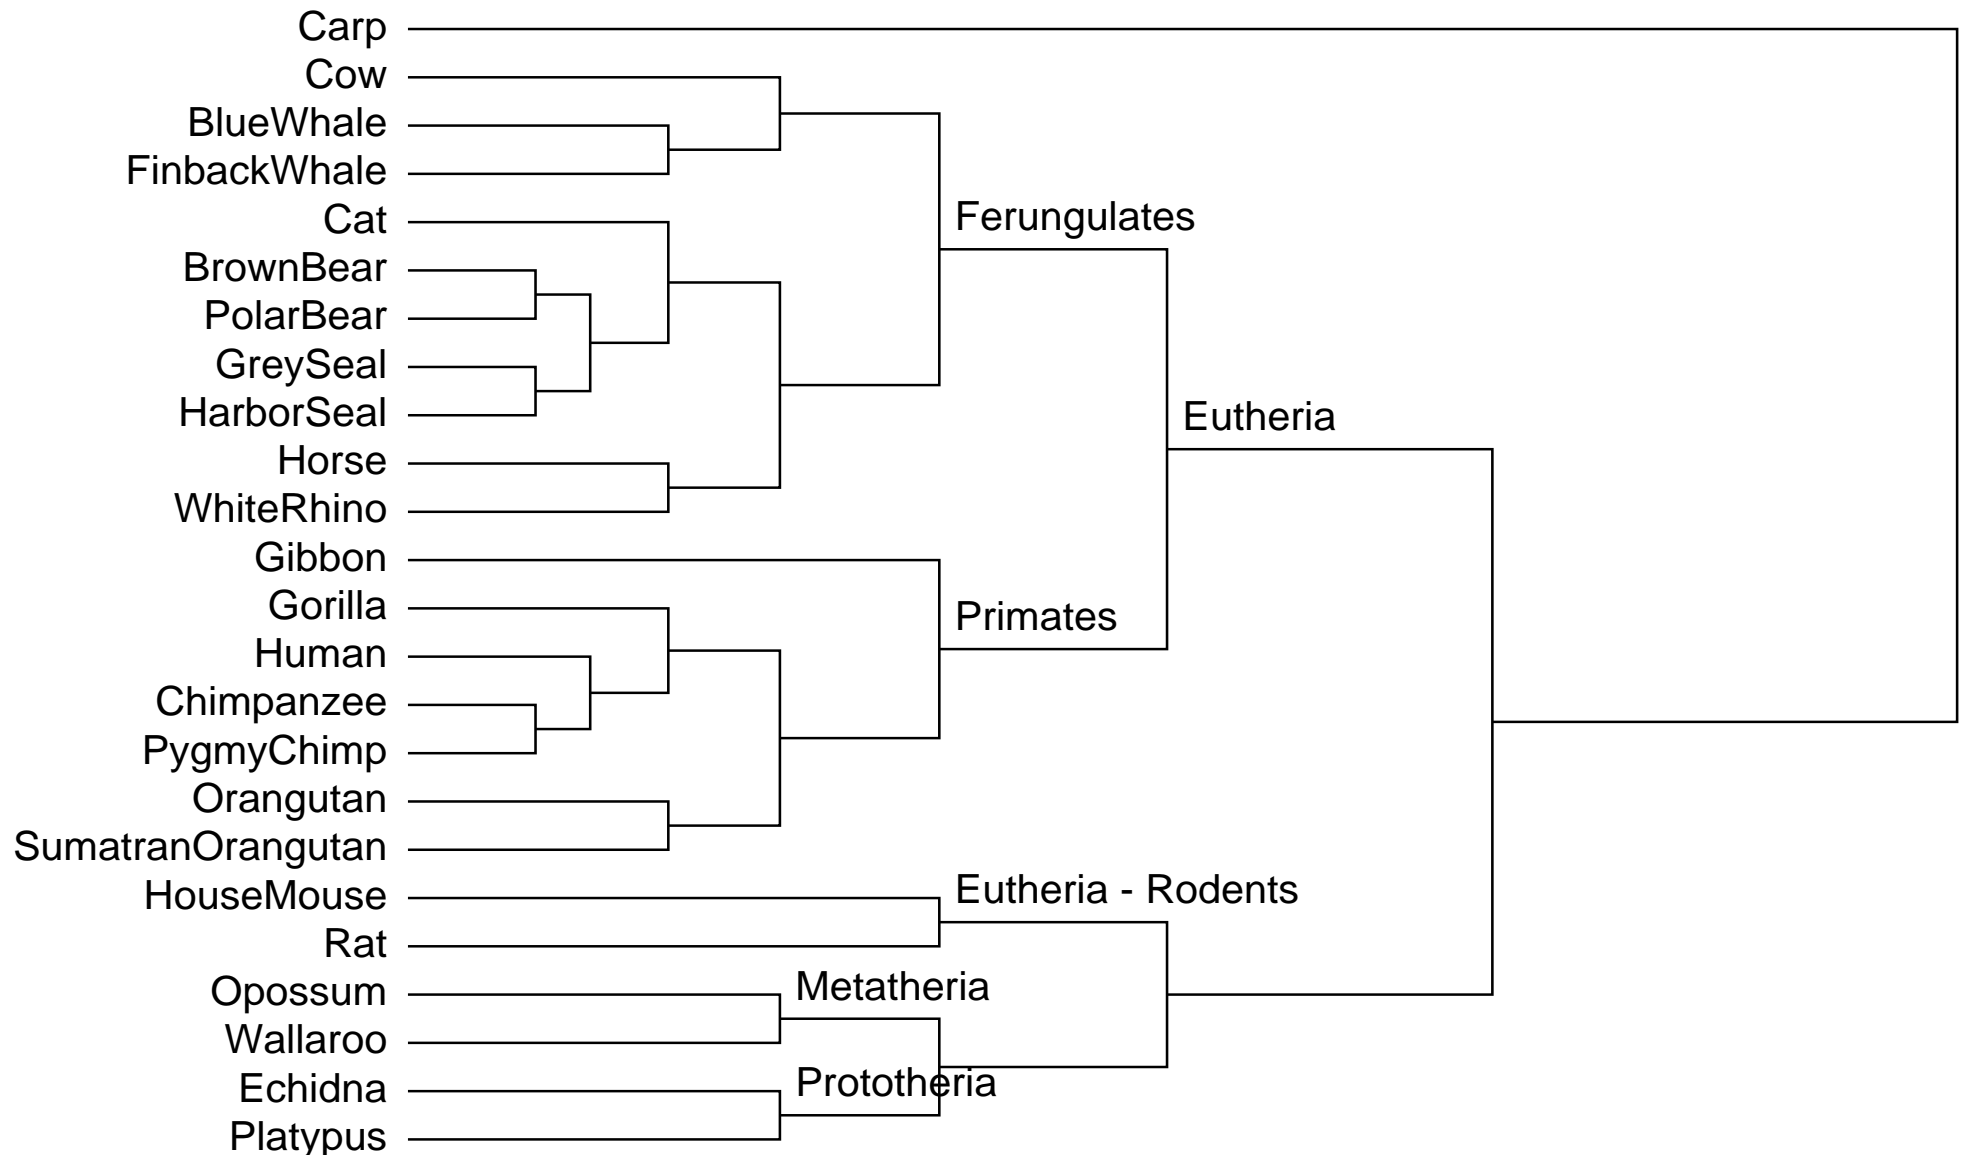 Carp
Cow
BlueWhale
FinbackWhale
Cat
Ferungulates
BrownBear
PolarBear
GreySeal
HarborSeal
Eutheria
Horse
WhiteRhino
Gibbon
Gorilla
Primates
Human
Chimpanzee
PygmyChimp
Orangutan
SumatranOrangutan
HouseMouse
Eutheria - Rodents
Rat
Opossum
Metatheria
Wallaroo
Echidna
Prototheria
Platypus